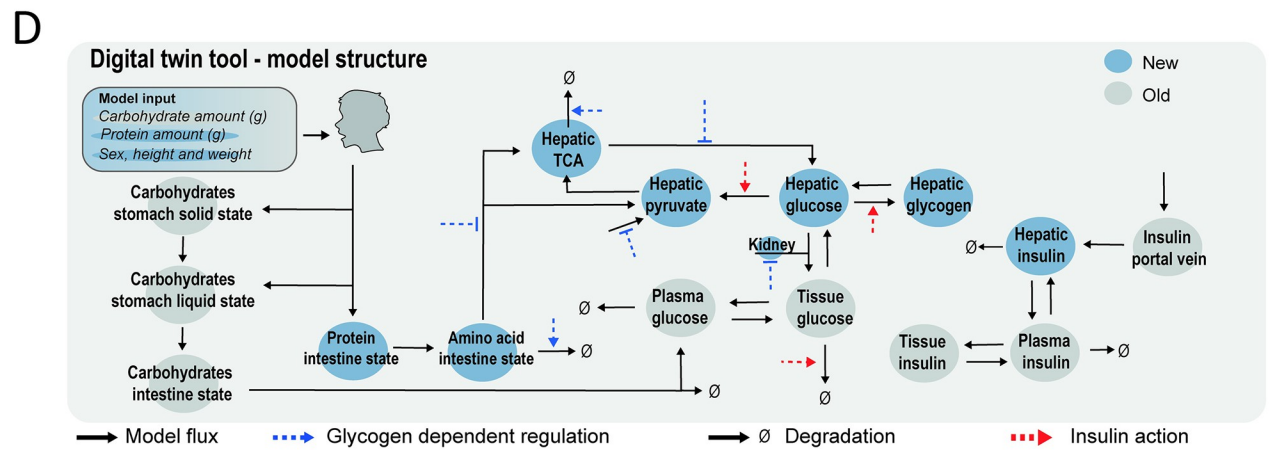 D
Digital twin tool - model structure
New
Old
Model input
Carbohydrate amount (g)
Protein amount (g)
Sex, height and weight
Ø
Hepatic
TCA
Carbohydrates
stomach solid state
Hepatic
pyruvate
Hepatic
glucose
Hepatic
glycogen
Kidney
Ø
Hepatic
insulin
Insulin
portal vein
Carbohydrates
stomach liquid state
Ø
Plasma
glucose
Tissue
glucose
Protein
intestine state
Amino acid
intestine state
Ø
Tissue
insulin
Plasma
insulin
Ø
Carbohydrates
intestine state
Ø
Ø
Model flux
Glycogen dependent regulation
Ø Degradation
Insulin action